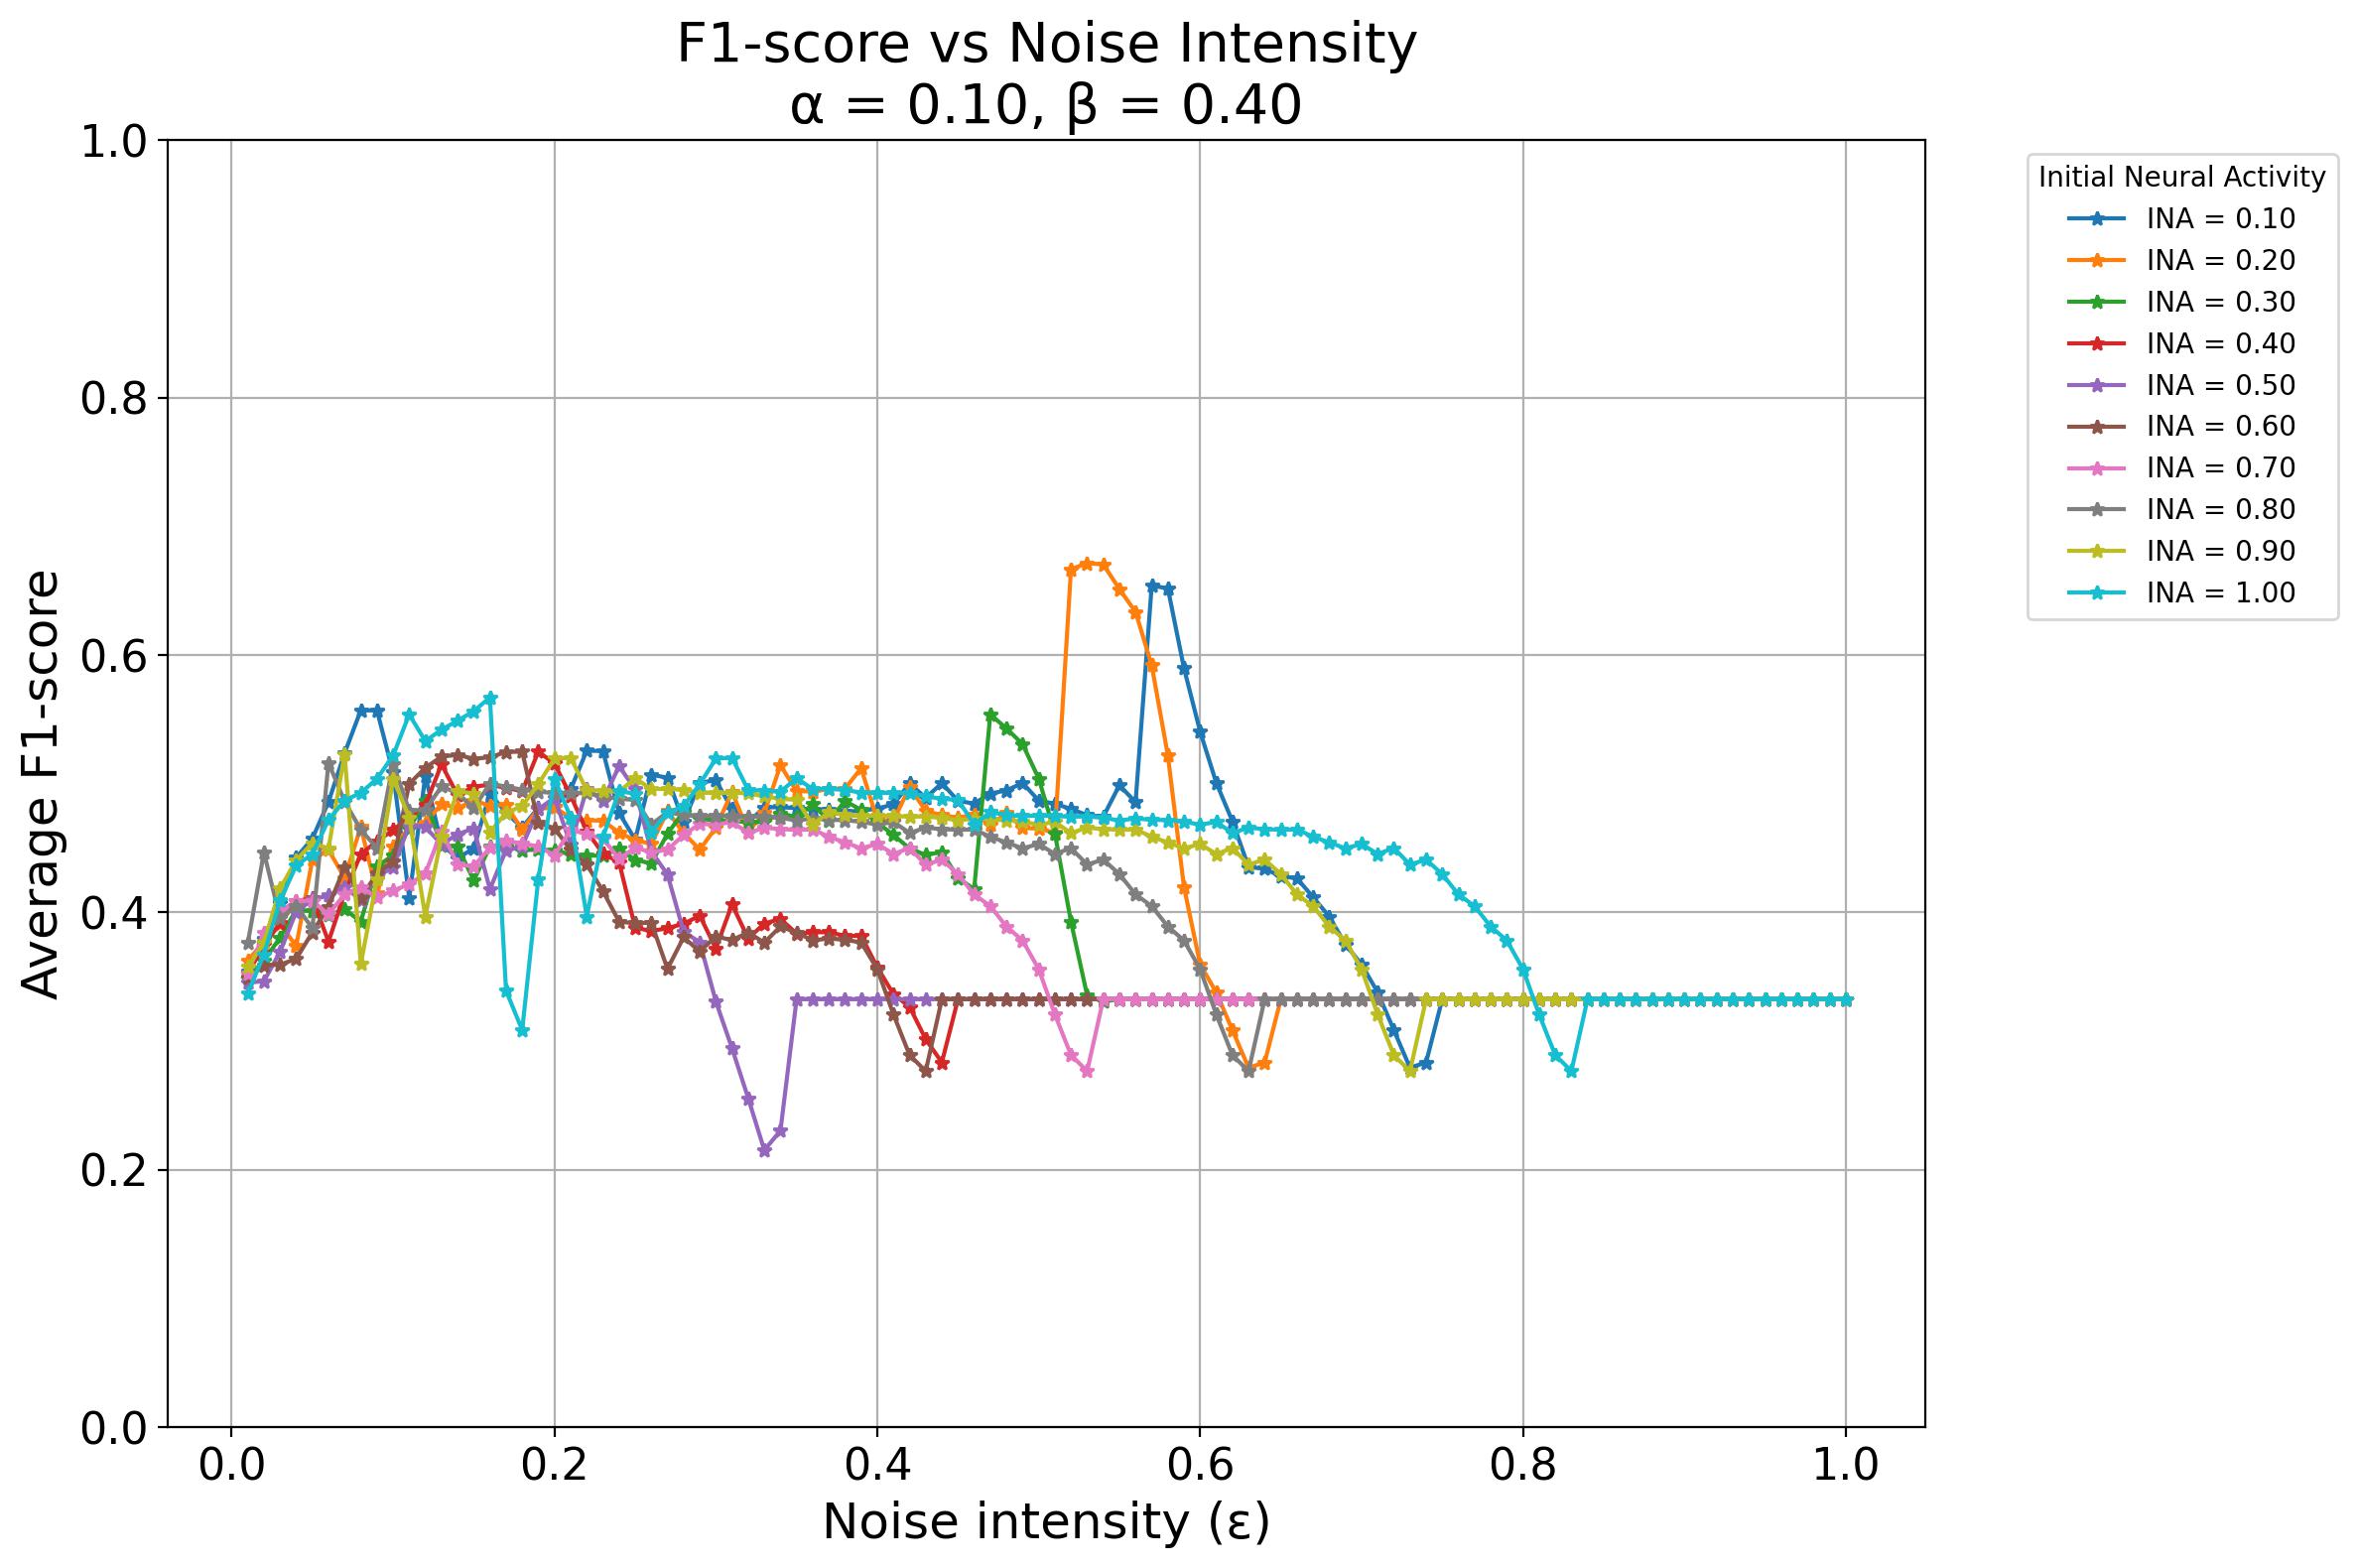 F1-score vs Noise Intensity
α = 0.10, β = 0.40
Average F1-score
1.0
0.8
0.6
0.4
0.2
0.0
0.0 0.2 0.4 0.6 0.8 1.0
Noise intensity (ε)
Initial Neural Activity
INA = 0.10
INA = 0.20
INA = 0.30
INA = 0.40
INA = 0.50
INA = 0.60
INA = 0.70
INA = 0.80
INA = 0.90
INA = 1.00